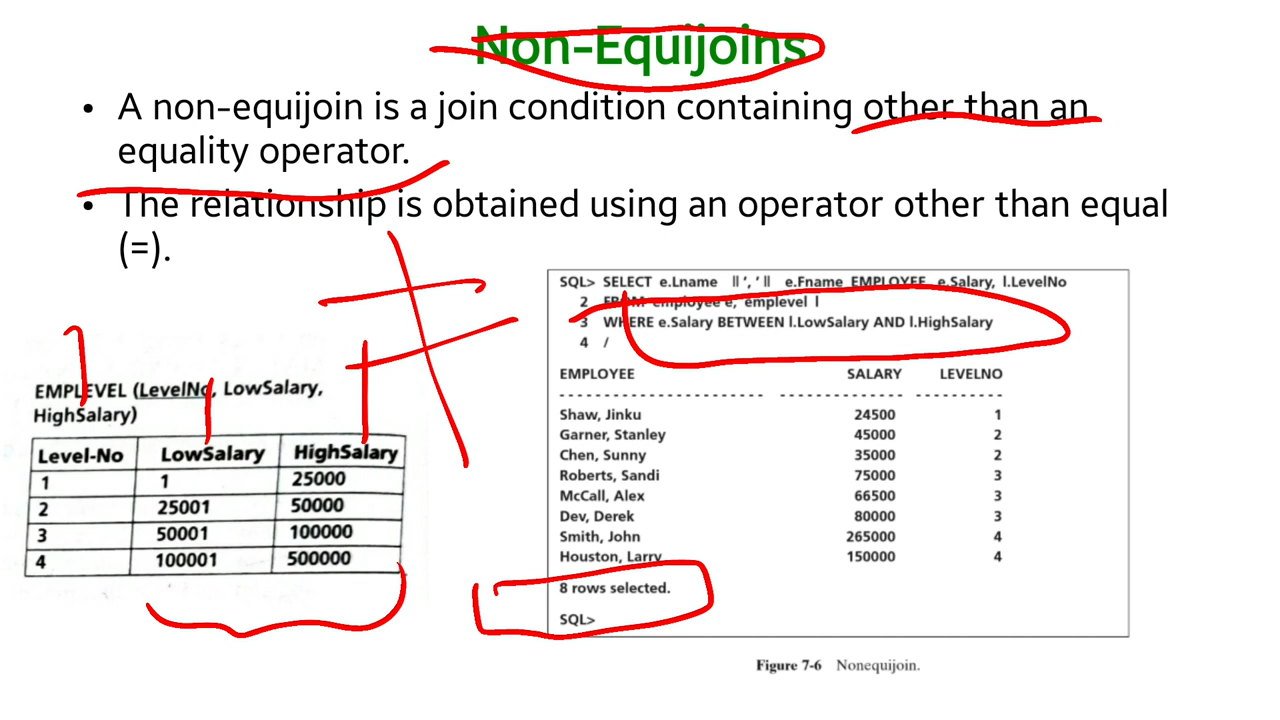 Non-Equijoins
• A non-equijoin is a join condition containing other than an
equality operator.
• The relationship is obtained using an operator other than equal
(=).
EMPLEVEL (LevelNo, LowSalary,
HighSalary)
Level-No LowSalary HighSalary
1 1 25000
2 25001 50000
3 50001 100000
4 100001 500000
SQL> SELECT e.Lname || ', ' || e.Fname EMPLOYEE, e.Salary, l.LevelNo
2 FROM employee e, emplevel l
3 WHERE e.Salary BETWEEN l.LowSalary AND l.HighSalary
4 /
EMPLOYEE SALARY LEVELNO
----------------------- -------------- ----------
Shaw, Jinku 24500 1
Garner, Stanley 45000 2
Chen, Sunny 35000 2
Roberts, Sandi 75000 3
McCall, Alex 66500 3
Dev, Derek 80000 3
Smith, John 265000 4
Houston, Larry 150000 4
8 rows selected.
SQL>
Figure 7-6 Nonequijoin.